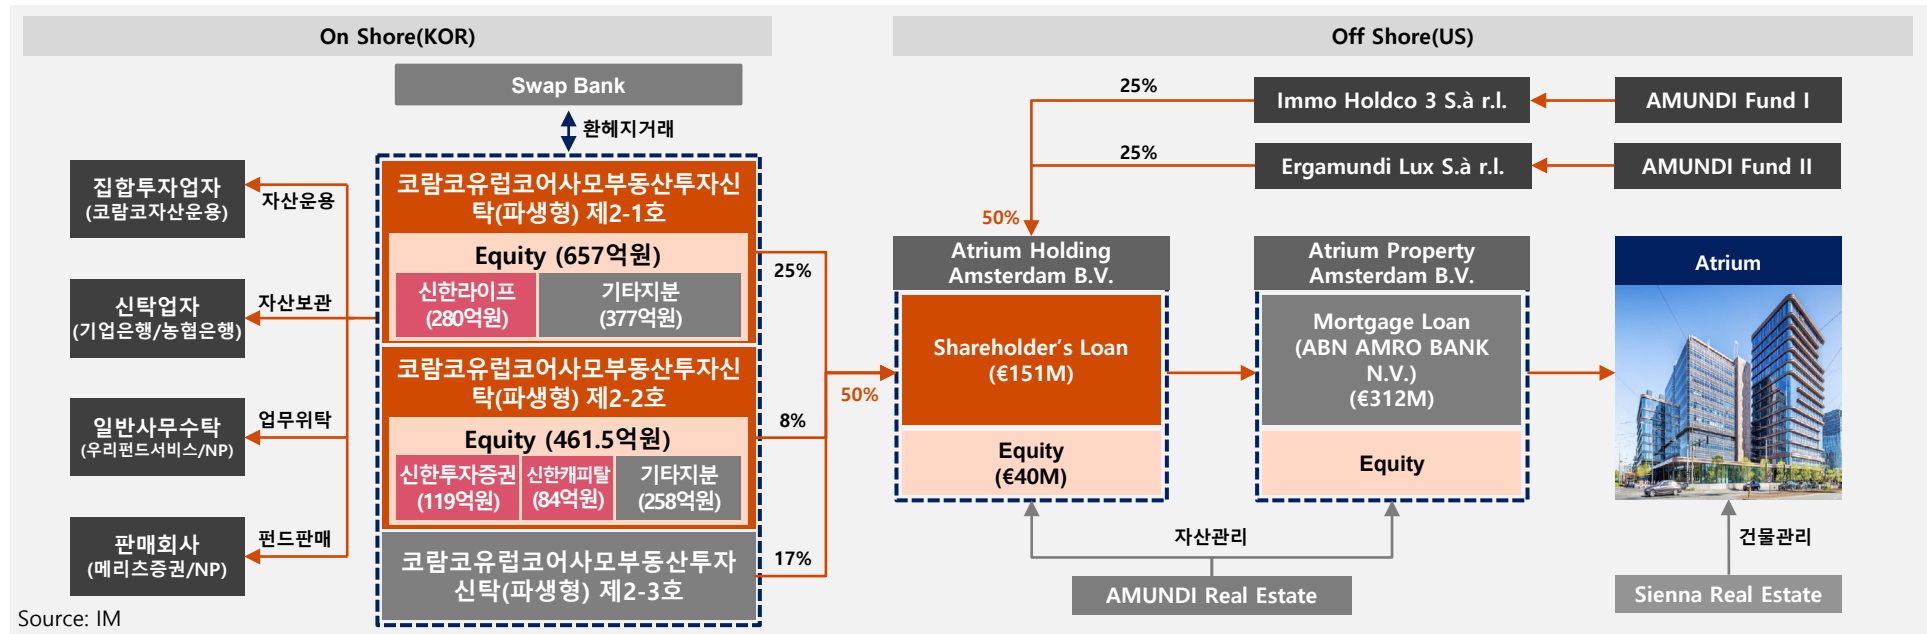 On Shore(KOR)
Off Shore(US)
Swap Bank
환헤지거래
집합투자업자
(코람코자산운용)
자산운용
신탁업자
(기업은행/농협은행)
자산보관
일반사무수탁
(우리펀드서비스/NP)
업무위탁
판매회사
(메리츠증권/NP)
펀드판매
코람코유럽코어사모부동산투자신
탁(파생형) 제2-1호
Equity (657억원)
신한라이프
(280억원)
기타지분
(377억원)
25%
코람코유럽코어사모부동산투자신
탁(파생형) 제2-2호
Equity (461.5억원)
신한투자증권
(119억원)
신한캐피탈
(84억원)
기타지분
(258억원)
8%
코람코유럽코어사모부동산투자
신탁(파생형) 제2-3호
17%
50%
25%
Immo Holdco 3 S.à r.l.
AMUNDI Fund I
25%
Ergamundi Lux S.à r.l.
AMUNDI Fund II
50%
Atrium Holding
Amsterdam B.V.
Shareholder's Loan
(€151M)
Equity
(€40M)
Atrium Property
Amsterdam B.V.
Mortgage Loan
(ABN AMRO BANK
N.V.)
(€312M)
Equity
Atrium
자산관리
AMUNDI Real Estate
건물관리
Sienna Real Estate
Source: IM